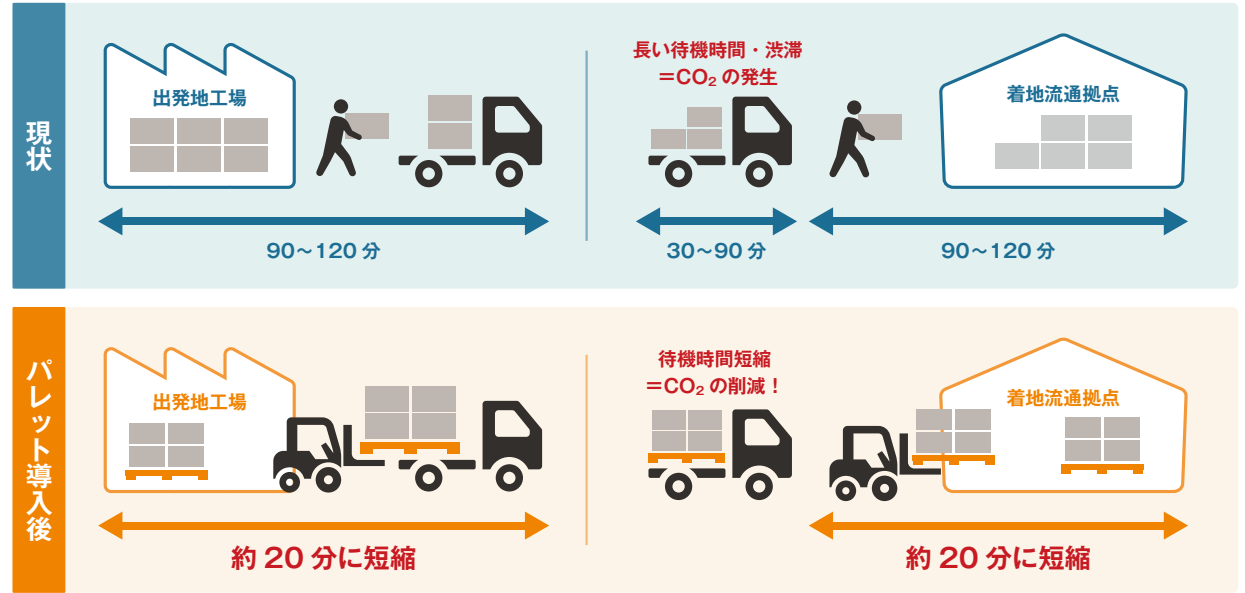 現状
出発地工場
長い待機時間・渋滞
＝CO₂の発生
着地流通拠点
90～120分
30～90分
90～120分
パレット導入後
出発地工場
待機時間短縮
＝CO₂の削減！
着地流通拠点
約20分に短縮
約20分に短縮